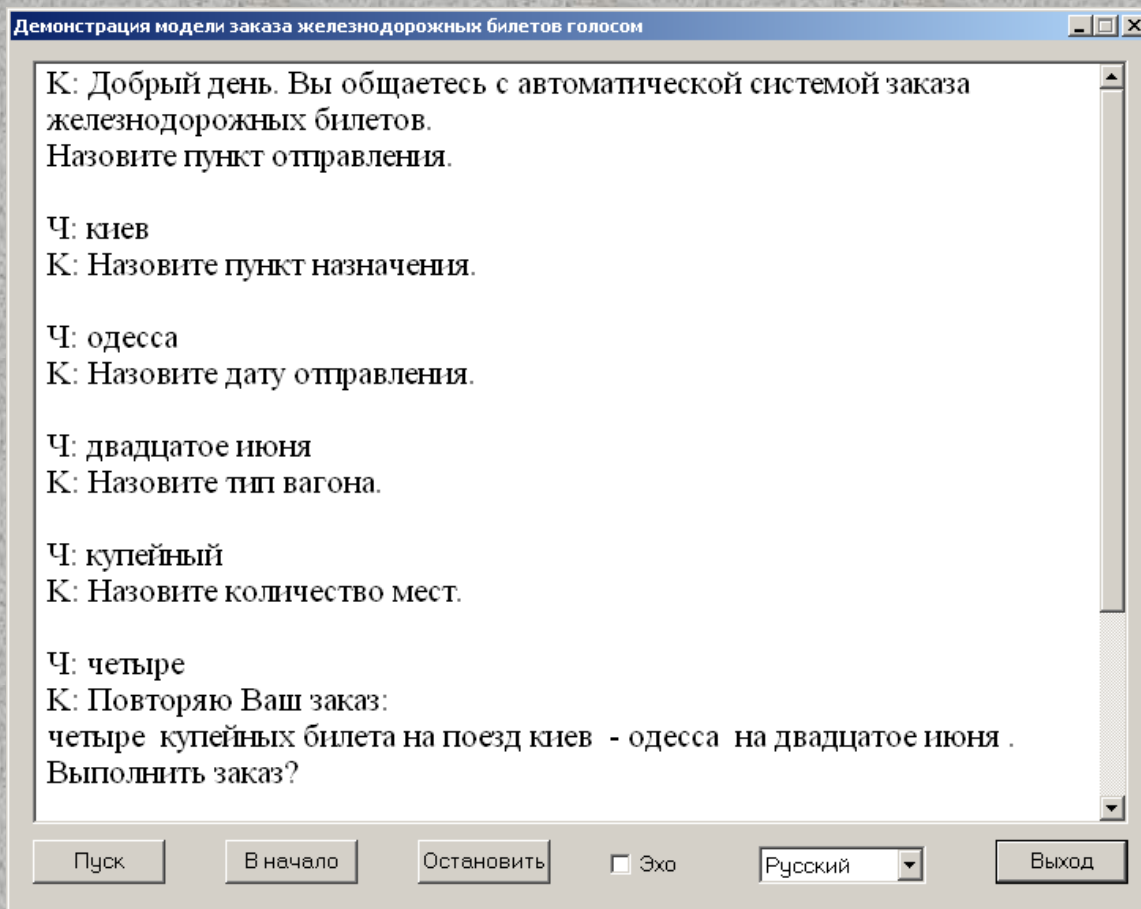 Демонстрация модели заказа железнодорожных билетов голосом
К: Добрый день. Вы общаетесь с автоматической системой заказа
железнодорожных билетов.
Назовите пункт отправления.
Ч: киев
К: Назовите пункт назначения.
Ч: одесса
К: Назовите дату отправления.
Ч: двадцатое июня
К: Назовите тип вагона.
Ч: купейный
К: Назовите количество мест.
Ч: четыре
К: Повторяю Ваш заказ:
четыре  купейных билета на поезд киев  - одесса  на двадцатое июня .
Выполнить заказ?
Пуск В начало Остановить Эхо Русский Выход